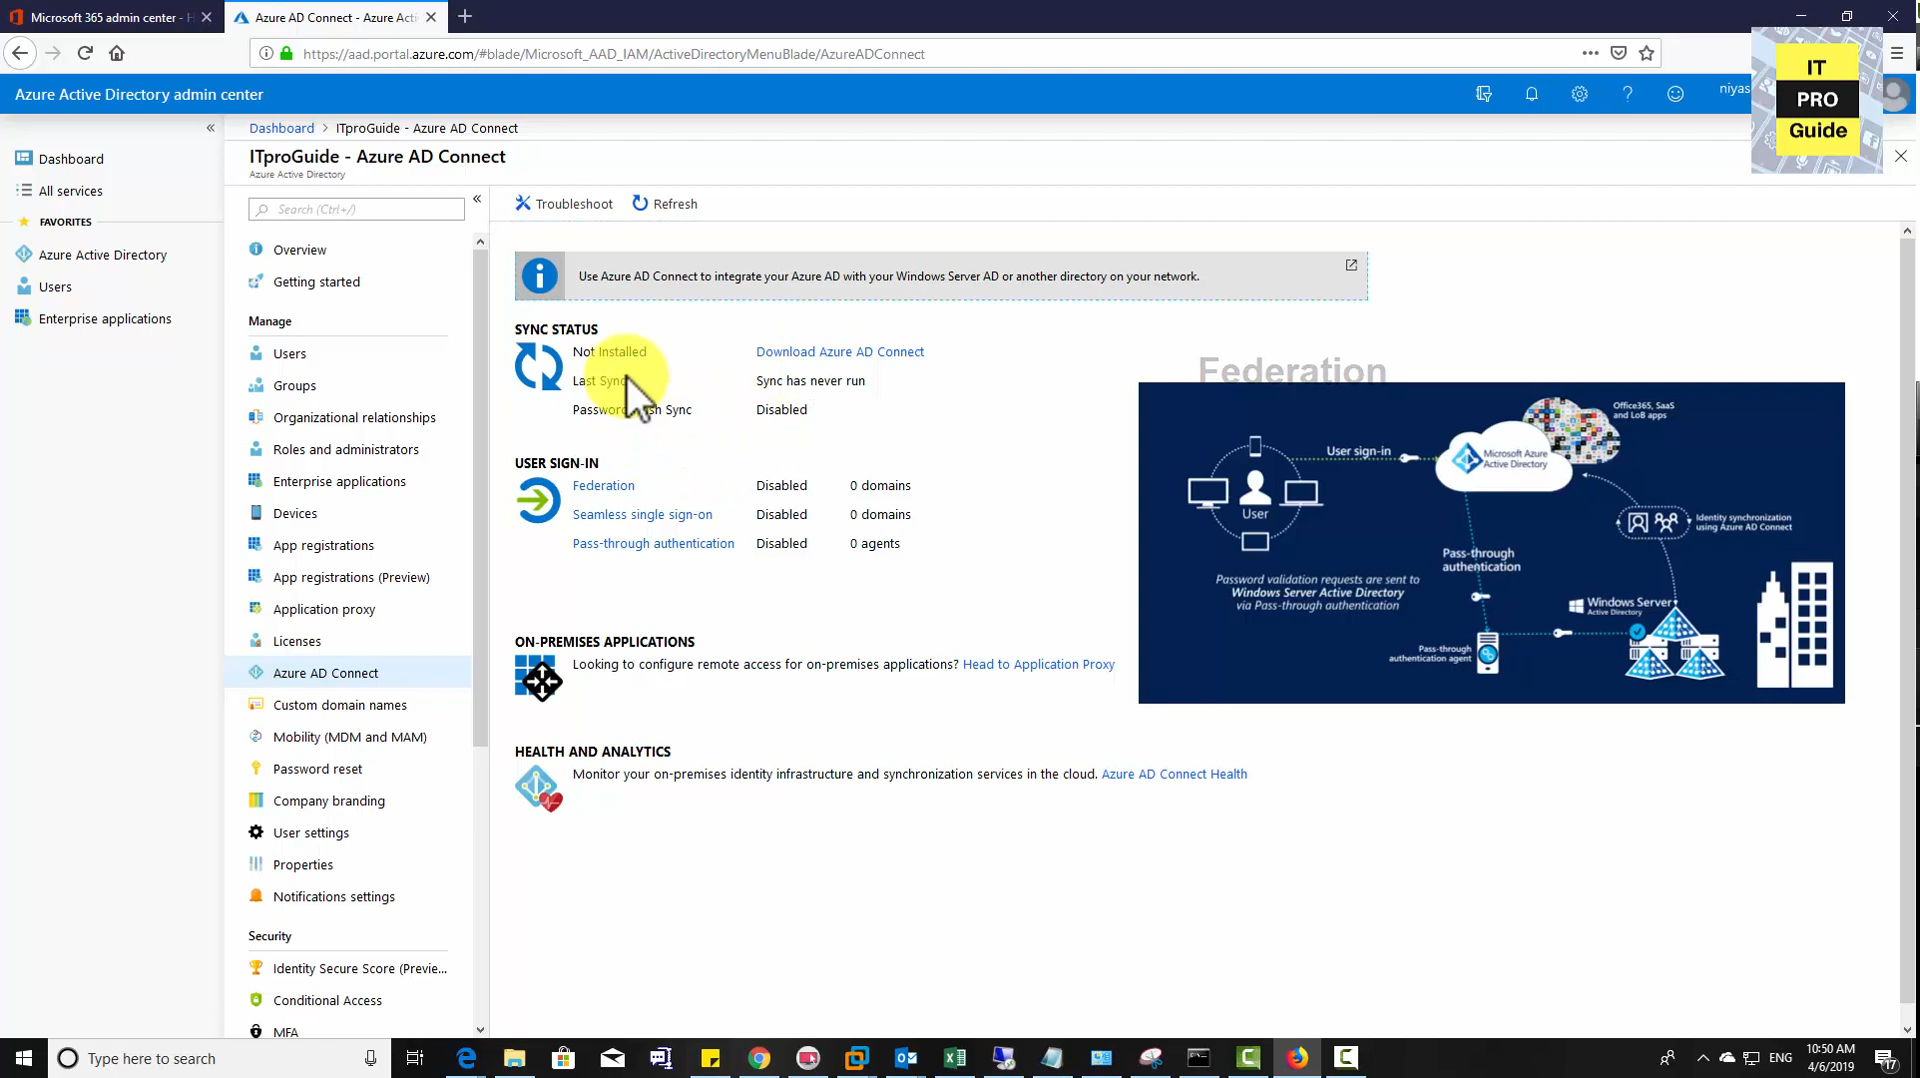 Microsoft 365 admin center - H
Azure AD Connect - Azure Acti
https://aad.portal.azure.com/#blade/Microsoft_AAD_IAM/ActiveDirectoryMenuBlade/AzureADConnect
Azure Active Directory admin center
niyas
IT
PRO
Guide
Dashboard
All services
FAVORITES
Azure Active Directory
Users
Enterprise applications
Dashboard > ITproGuide - Azure AD Connect
ITproGuide - Azure AD Connect
Azure Active Directory
Search (Ctrl+/)
Overview
Getting started
Manage
Users
Groups
Organizational relationships
Roles and administrators
Enterprise applications
Devices
App registrations
App registrations (Preview)
Application proxy
Licenses
Azure AD Connect
Custom domain names
Mobility (MDM and MAM)
Password reset
Company branding
User settings
Properties
Notifications settings
Security
Identity Secure Score (Previe...
Conditional Access
MFA
Troubleshoot Refresh
Use Azure AD Connect to integrate your Azure AD with your Windows Server AD or another directory on your network.
SYNC STATUS
Not Installed Download Azure AD Connect
Last Sync Sync has never run
Sync Disabled
USER SIGN-IN
Federation Disabled 0 domains
Seamless single sign-on Disabled 0 domains
Pass-through authentication Disabled 0 agents
ON-PREMISES APPLICATIONS
Looking to configure remote access for on-premises applications? Head to Application Proxy
HEALTH AND ANALYTICS
Monitor your on-premises identity infrastructure and synchronization services in the cloud. Azure AD Connect Health
Federation
User sign-in
Office365, SaaS
and LoB apps
Microsoft Azure
Active Directory
User
Identity synchronization
using Azure AD Connect
Pass-through
authentication
Password validation requests are sent to
Windows Server Active Directory
via Pass-through authentication
Windows Server
Active Directory
Pass-through
authentication agent
Type here to search
ENG
10:50 AM
4/6/2019
17